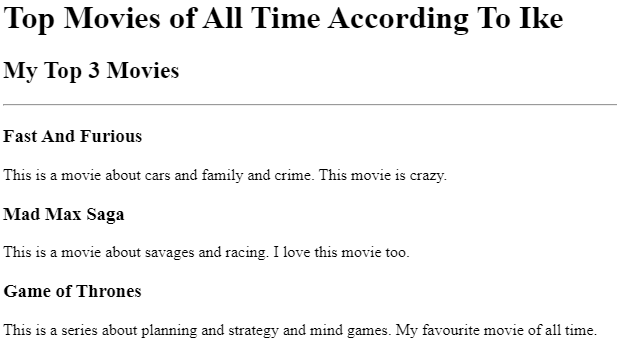 Top Movies of All Time According To Ike
My Top 3 Movies
Fast And Furious
This is a movie about cars and family and crime. This movie is crazy.
Mad Max Saga
This is a movie about savages and racing. I love this movie too.
Game of Thrones
This is a series about planning and strategy and mind games. My favourite movie of all time.